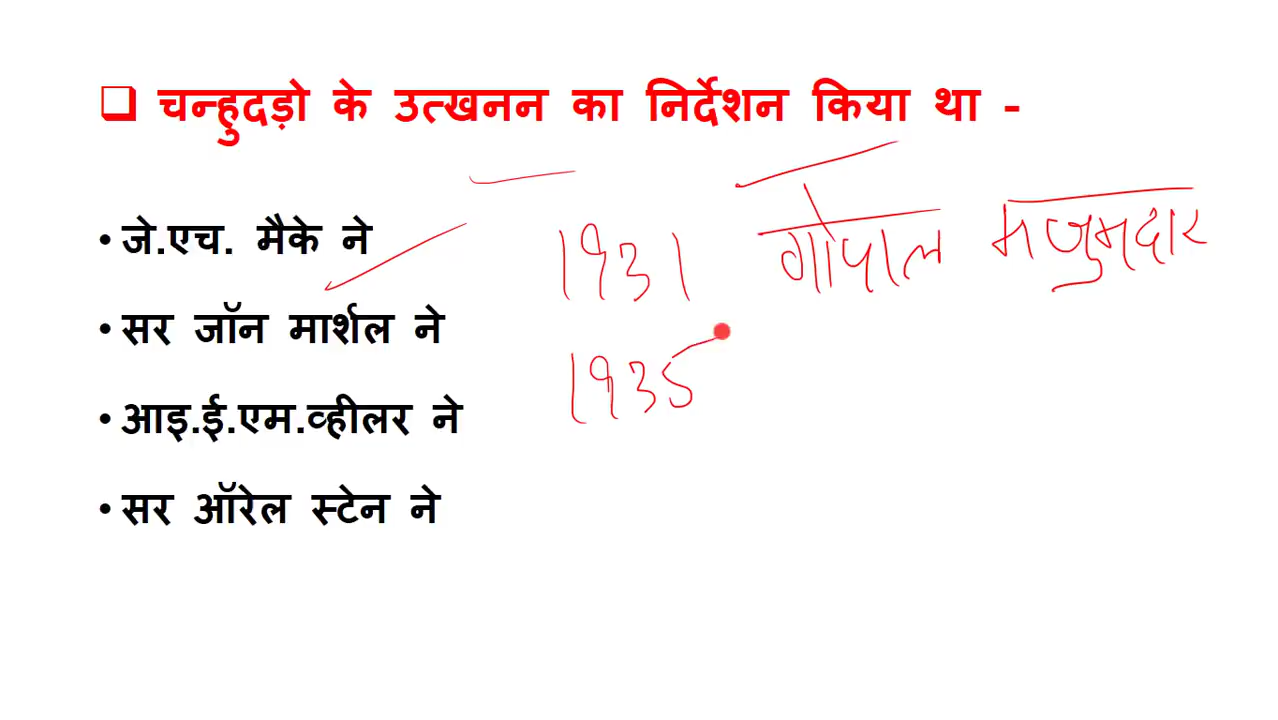 चन्हुदड़ो के उत्खनन का निर्देशन किया था -
• जे.एच. मैके ने
1931 गोपाल मजुमदार
• सर जॉन मार्शल ने
1935
• आइ.ई.एम.व्हीलर ने
• सर ऑरेल स्टेन ने